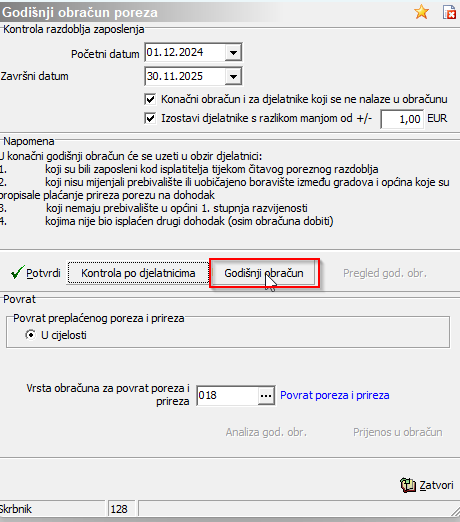 Godišnji obračun poreza
Kontrola razdoblja zaposlenja
Početni datum 01.12.2024
Završni datum 30.11.2025
Konačni obračun i za djelatnike koji se ne nalaze u obračunu
Izostavi djelatnike s razlikom manjom od +/- 1,00 EUR
Napomena
U konačni godišnji obračun će se uzeti u obzir djelatnici:
1. koji su bili zaposleni kod isplatitelja tijekom čitavog poreznog razdoblja
2. koji nisu mijenjali prebivalište ili uobičajeno boravište između gradova i općina koje su
propisale plaćanje prireza porezu na dohodak
3. koji nemaju prebivalište u općini 1. stupnja razvijenosti
4. kojima nije bio isplaćen drugi dohodak (osim obračuna dobiti)
Potvrdi Kontrola po djelatnicima Godišnji obračun Pregled god. obr.
Povrat
Povrat preplaćenog poreza i prireza
U cijelosti
Vrsta obračuna za povrat poreza i
prireza 018 ... Povrat poreza i prireza
Analiza god. obr. Prijenos u obračun
Zatvori
Skrbnik 128